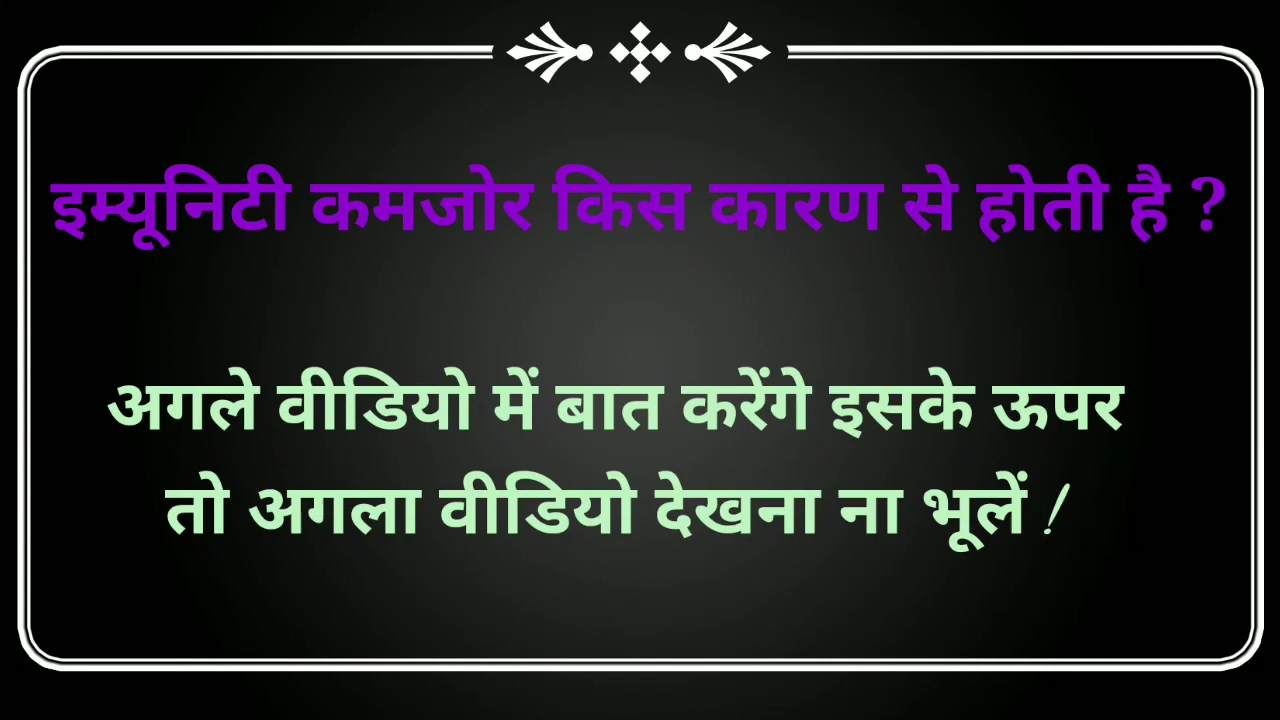 इम्यूनिटी कमजोर किस कारण से होती है ?
अगले वीडियो में बात करेंगे इसके ऊपर
तो अगला वीडियो देखना ना भूलें !